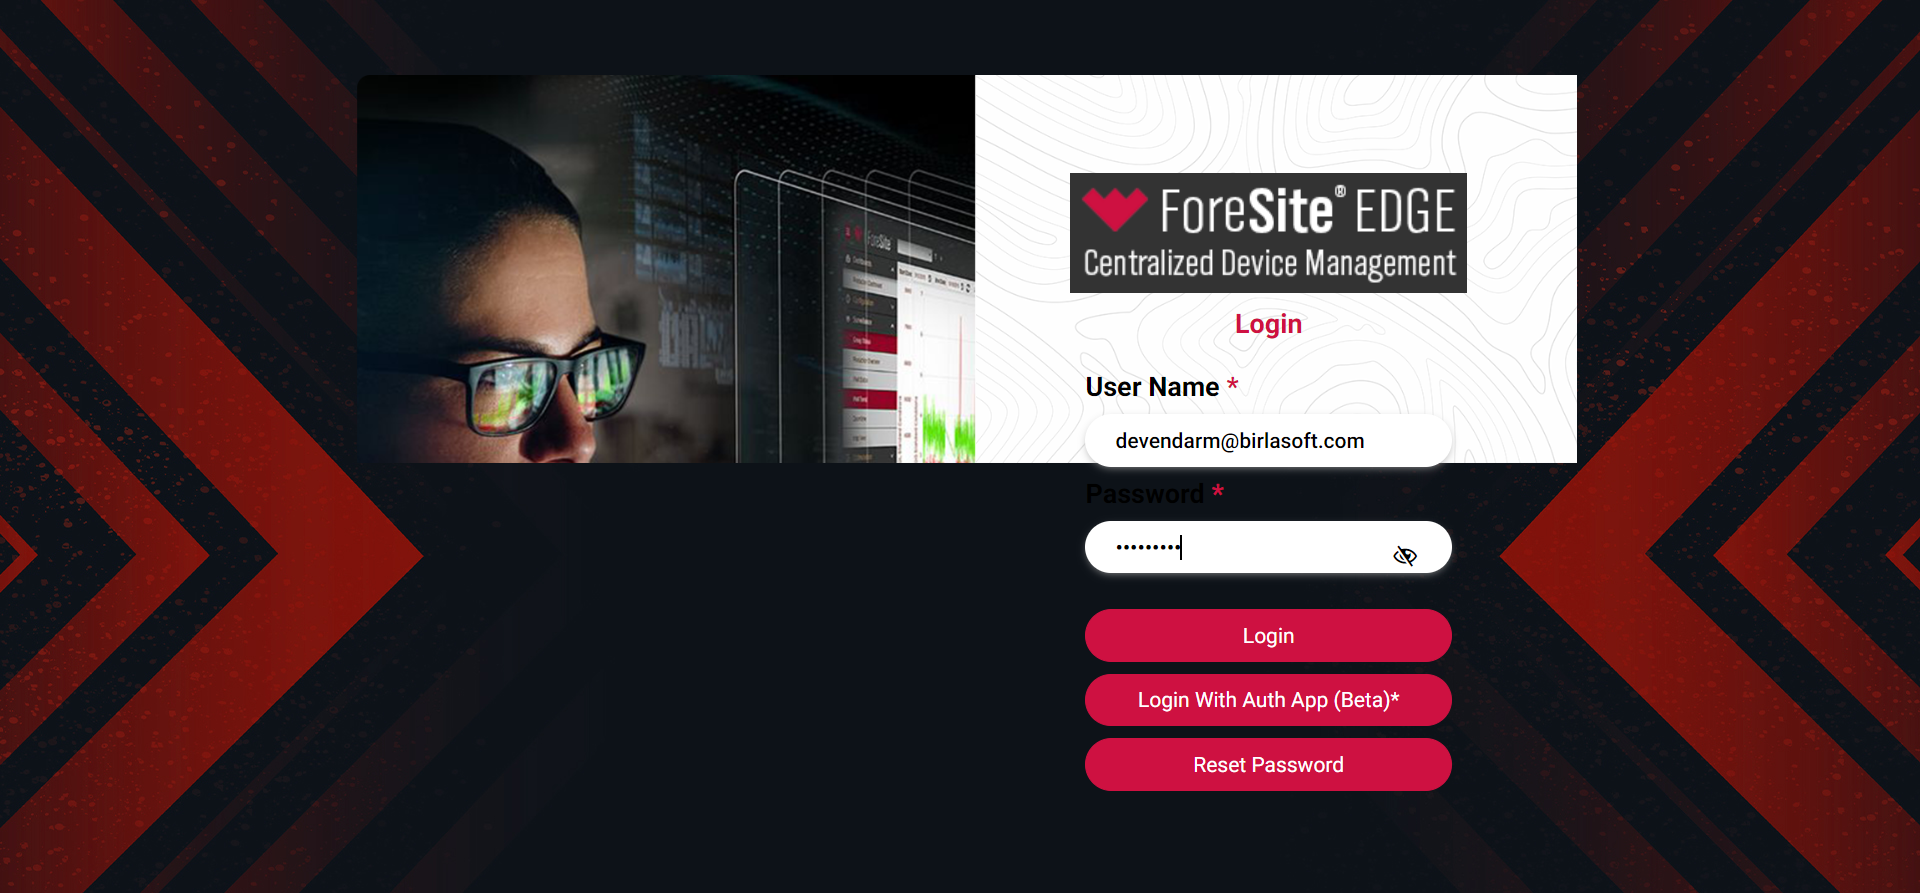 ForeSite® EDGE
Centralized Device Management
Login
User Name *
devendarm@birlasoft.com
Password *
Login
Login With Auth App (Beta)*
Reset Password
ForeSite